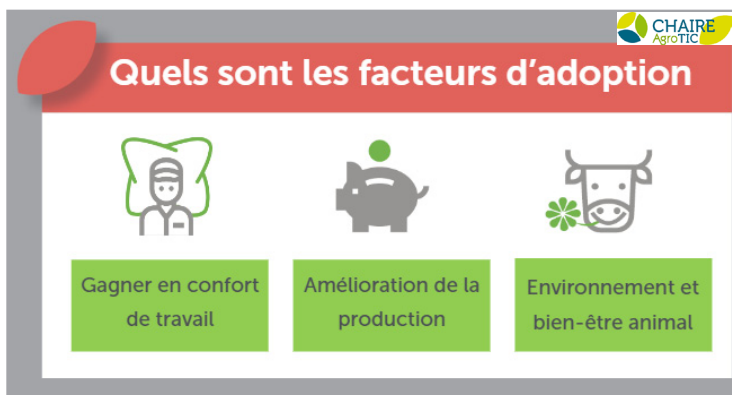 CHAIRE
AgroTIC
Quels sont les facteurs d'adoption
Gagner en confort
de travail
Amélioration de la
production
Environnement et
bien-être animal